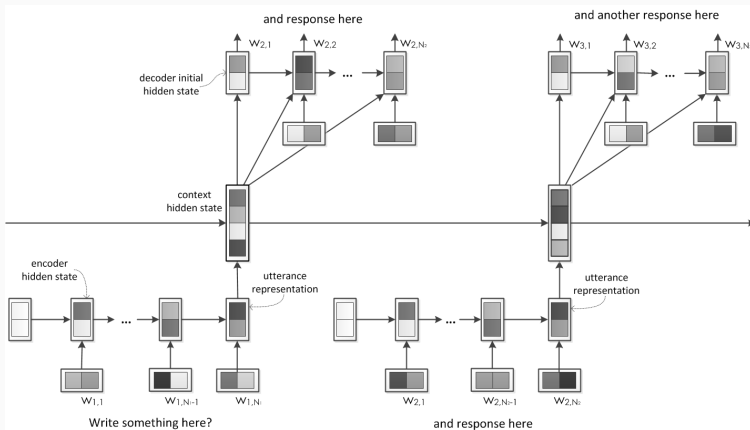 and response here
and another response here
w2,1
w2,2
w2,N2
w3,1
w3,2
w3,N
decoder initial
hidden state
context
hidden state
encoder
hidden state
utterance
representation
utterance
representation
...
...
...
...
w1,1
w1,N1-1
w1,N1
w2,1
w2,N2-1
w2,N2
Write something here?
and response here